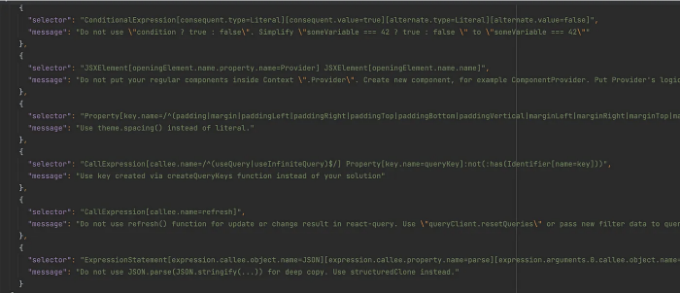 {
"selector": "ConditionalExpression[consequent.type=Literal][consequent.value=true][alternate.type=Literal][alternate.value=false]",
"message": "Do not use \"condition ? true : false\". Simplify \"someVariable === 42 ? true : false \" to \"someVariable === 42\""
},
{
"selector": "JSXElement[openingElement.name.property.name=Provider] JSXElement[openingElement.name.name]",
"message": "Do not put your regular components inside Context \".Provider\". Create new component, for example ComponentProvider. Put Provider's logic
},
{
"selector": "Property[key.name=/^(padding|margin|paddingLeft|paddingRight|paddingTop|paddingBottom|paddingVertical|marginLeft|marginRight|marginTop|ma
"message": "Use theme.spacing() instead of literal."
},
{
"selector": "CallExpression[callee.name=/^(useQuery|useInfiniteQuery)$/] Property[key.name=queryKey]:not(:has(Identifier[name=key]))",
"message": "Use key created via createQueryKeys function instead of your solution"
},
{
"selector": "CallExpression[callee.name=refresh]",
"message": "Do not use refresh() function for update or change result in react-query. Use \"queryClient.resetQueries\" or pass new filter data to quer
},
{
"selector": "ExpressionStatement[expression.callee.object.name=JSON][expression.callee.property.name=parse][expression.arguments.0.callee.object.name
"message": "Do not use JSON.parse(JSON.stringify(...)) for deep copy. Use structuredClone instead."
}